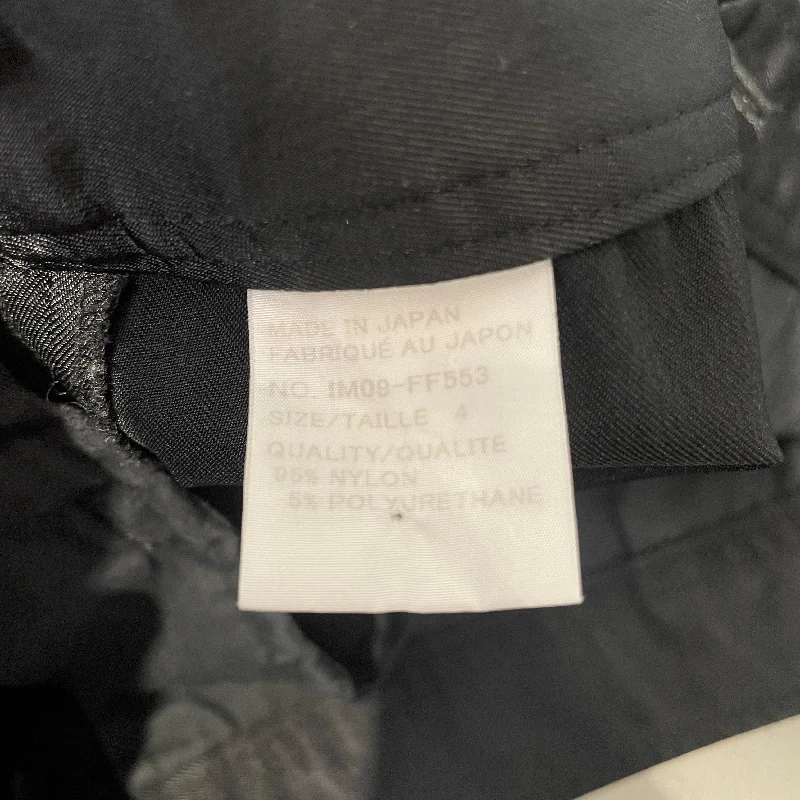 MADE IN JAPAN
FABRIQUÉ AU JAPON
NO. IM09-FF553
SIZE/TAILLE 4
QUALITY/QUALITE
95% NYLON
5% POLYURETHANE